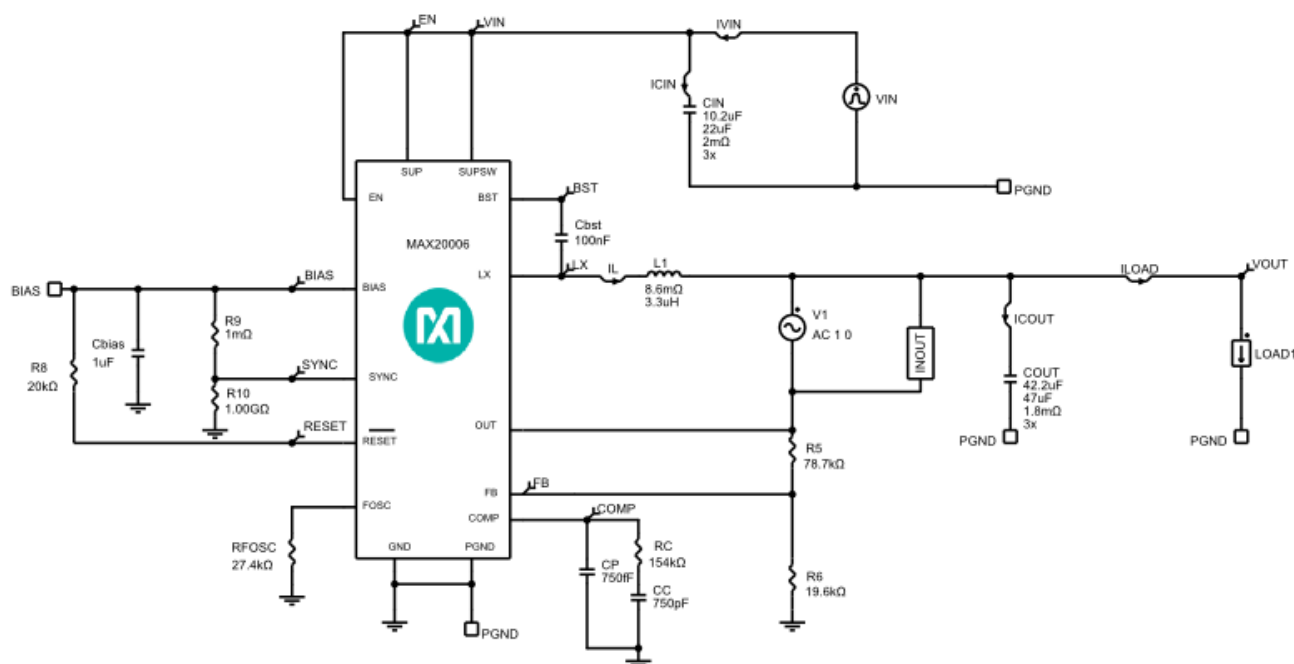 EN
VIN
IVIN
ICIN
VIN
CIN
10.2uF
22uF
2mΩ
3x
PGND
SUP
SUPSW
EN
BST
BST
MAX20006
Cbst
100nF
LX
LX
IL
L1
8.6mΩ
3.3uH
ILOAD
VOUT
BIAS
BIAS
BIAS
R9
1mΩ
Cbias
1uF
R8
20kΩ
SYNC
SYNC
R10
1.00GΩ
RESET
RESET
V1
AC 1 0
INOUT
ICOUT
COUT
42.2uF
47uF
1.8mΩ
3x
LOAD1
PGND
PGND
OUT
R5
78.7kΩ
FB
FB
FOSC
COMP
COMP
RFOSC
27.4kΩ
GND
PGND
CP
750fF
RC
154kΩ
CC
750pF
R6
19.6kΩ
PGND